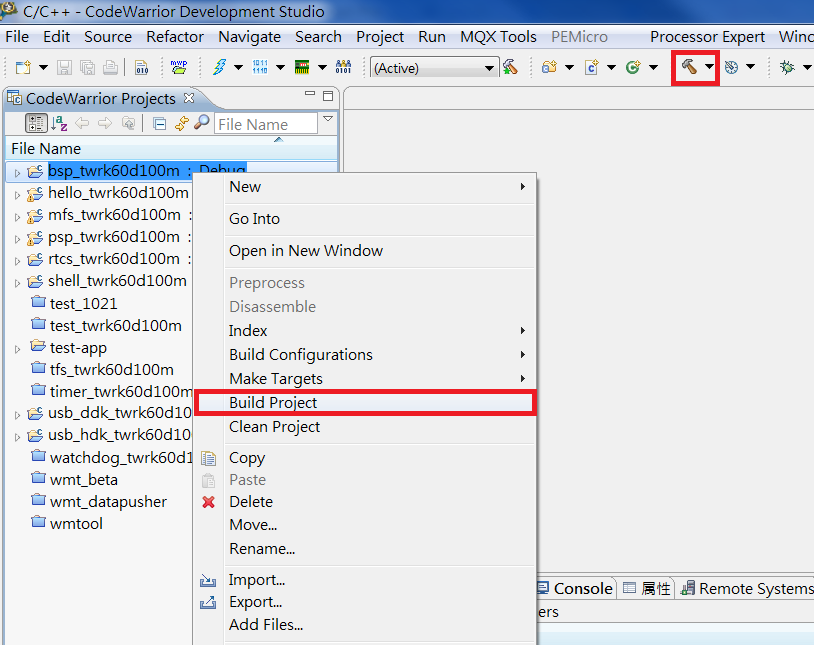 C/C++ - CodeWarrior Development Studio
File Edit Source Refactor Navigate Search Project Run MQX Tools PEMicro Processor Expert Winc
(Active)
CodeWarrior Projects
File Name
File Name
bsp_twrk60d100m : Debug
hello_twrk60d100m
mfs_twrk60d100m :
psp_twrk60d100m :
rtcs_twrk60d100m :
shell_twrk60d100m
test_1021
test_twrk60d100m
test-app
tfs_twrk60d100m
timer_twrk60d100m
usb_ddk_twrk60d10
usb_hdk_twrk60d10
watchdog_twrk60d1
wmt_beta
wmt_datapusher
wmtool
New
Go Into
Open in New Window
Preprocess
Disassemble
Index
Build Configurations
Make Targets
Build Project
Clean Project
Copy
Paste
Delete
Move...
Rename...
Import...
Export...
Add Files...
Console 属性 Remote Systems
ers